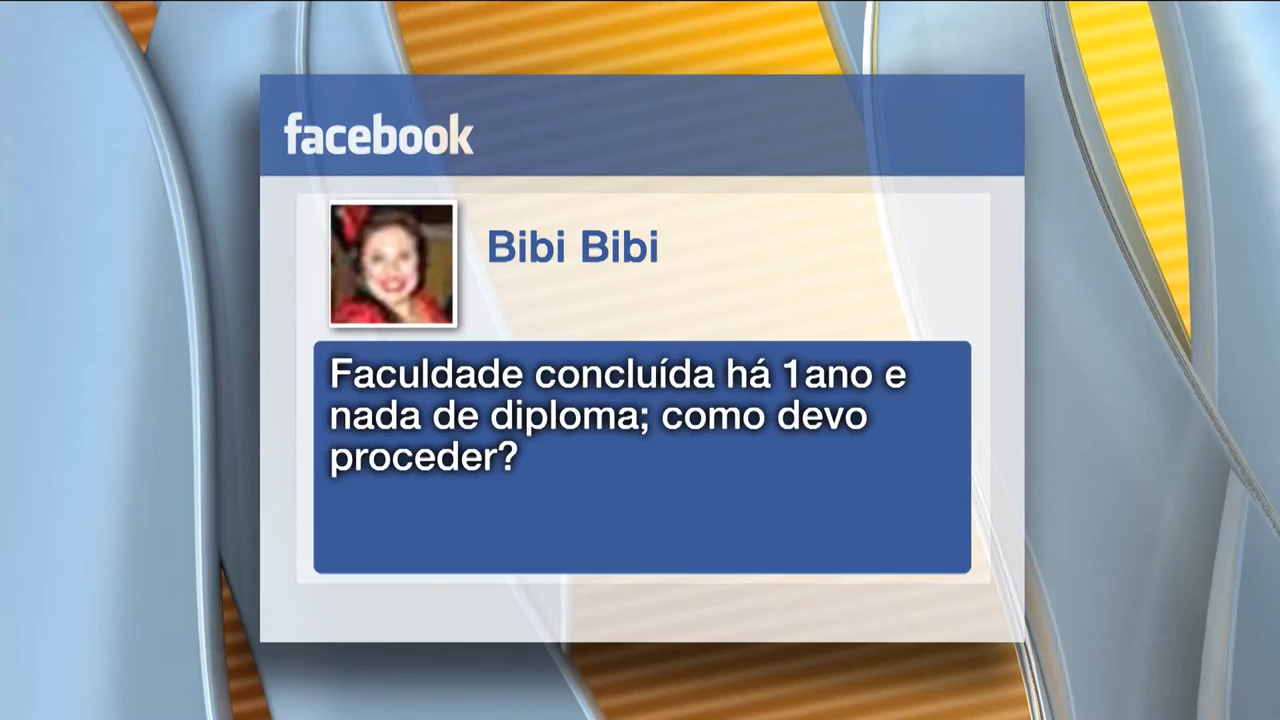 facebook
Bibi Bibi
Faculdade concluída há 1ano e
nada de diploma; como devo
proceder?